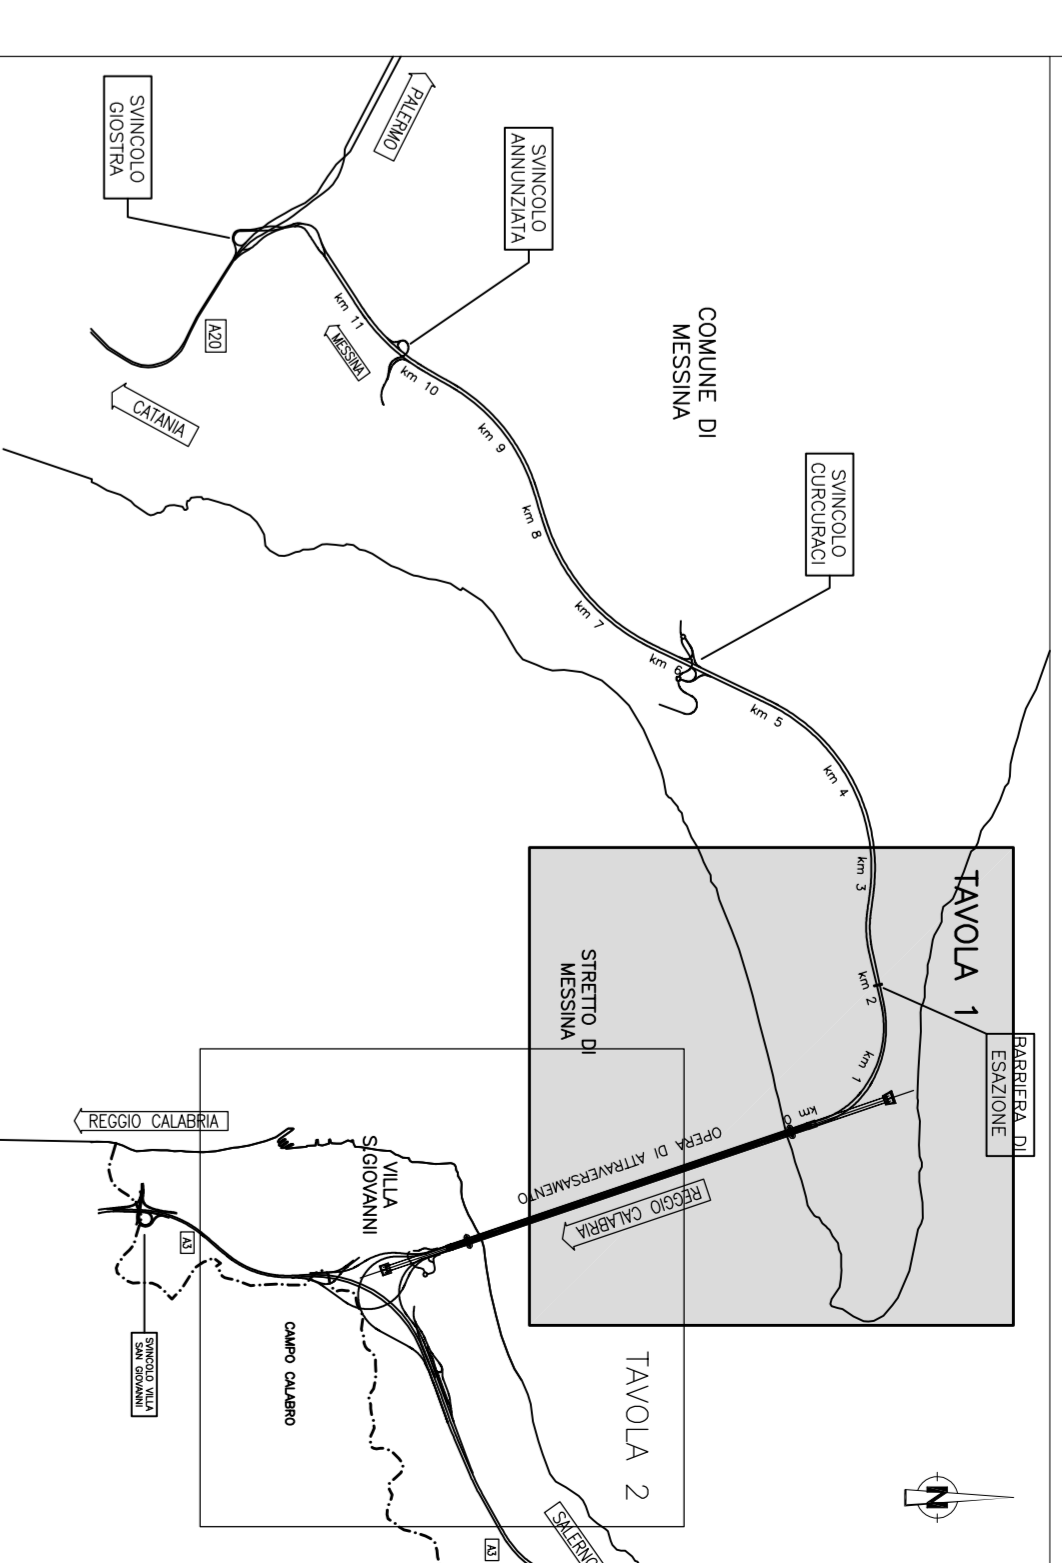 SVINCOLO
GIOSTRA
PALERMO
SVINCOLO
ANNUNZIATA
COMUNE DI
MESSINA
SVINCOLO
CURCURACI
A20
CATANIA
MESSINA
km 11
km 10
km 9
km 8
km 7
km 6
km 5
km 4
km 3
km 2
km 1
km 0
TAVOLA 1
BARRIERA DI
ESAZIONE
STRETTO DI
MESSINA
OPERA DI ATTRAVERSAMENTO
REGGIO CALABRIA
REGGIO CALABRIA
VILLA
S.GIOVANNI
A3
SVINCOLO VILLA
SAN GIOVANNI
CAMPO CALABRO
TAVOLA 2
SALERNO
A3
N